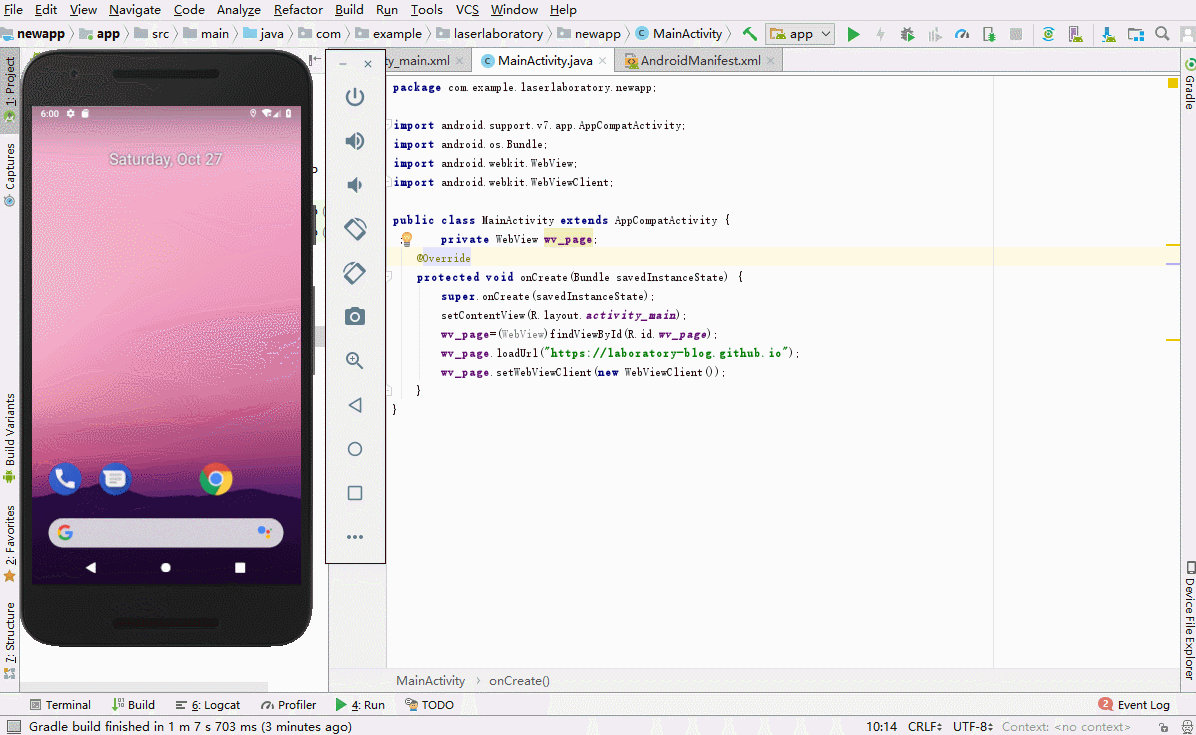 File Edit View Navigate Code Analyze Refactor Build Run Tools VCS Window Help
newapp app src main java com example laserlaboratory newapp MainActivity app
ty_main.xml MainActivity.java AndroidManifest.xml
1: Project
Captures
Build Variants
2: Favorites
7: Structure
6:00
Saturday, Oct 27
package com.example.laserlaboratory.newapp;
import android.support.v7.app.AppCompatActivity;
import android.os.Bundle;
import android.webkit.WebView;
import android.webkit.WebViewClient;
public class MainActivity extends AppCompatActivity {
private WebView wv_page;
@Override
protected void onCreate(Bundle savedInstanceState) {
super.onCreate(savedInstanceState);
setContentView(R.layout.activity_main);
wv_page=(WebView)findViewById(R.id.wv_page);
wv_page.loadUrl("https://laboratory-blog.github.io");
wv_page.setWebViewClient(new WebViewClient());
}
}
Gradle
Device File Explorer
MainActivity onCreate()
Terminal Build 6: Logcat Profiler 4: Run TODO 2 Event Log
Gradle build finished in 1 m 7 s 703 ms (3 minutes ago) 10:14 CRLF UTF-8 Context: <no context>